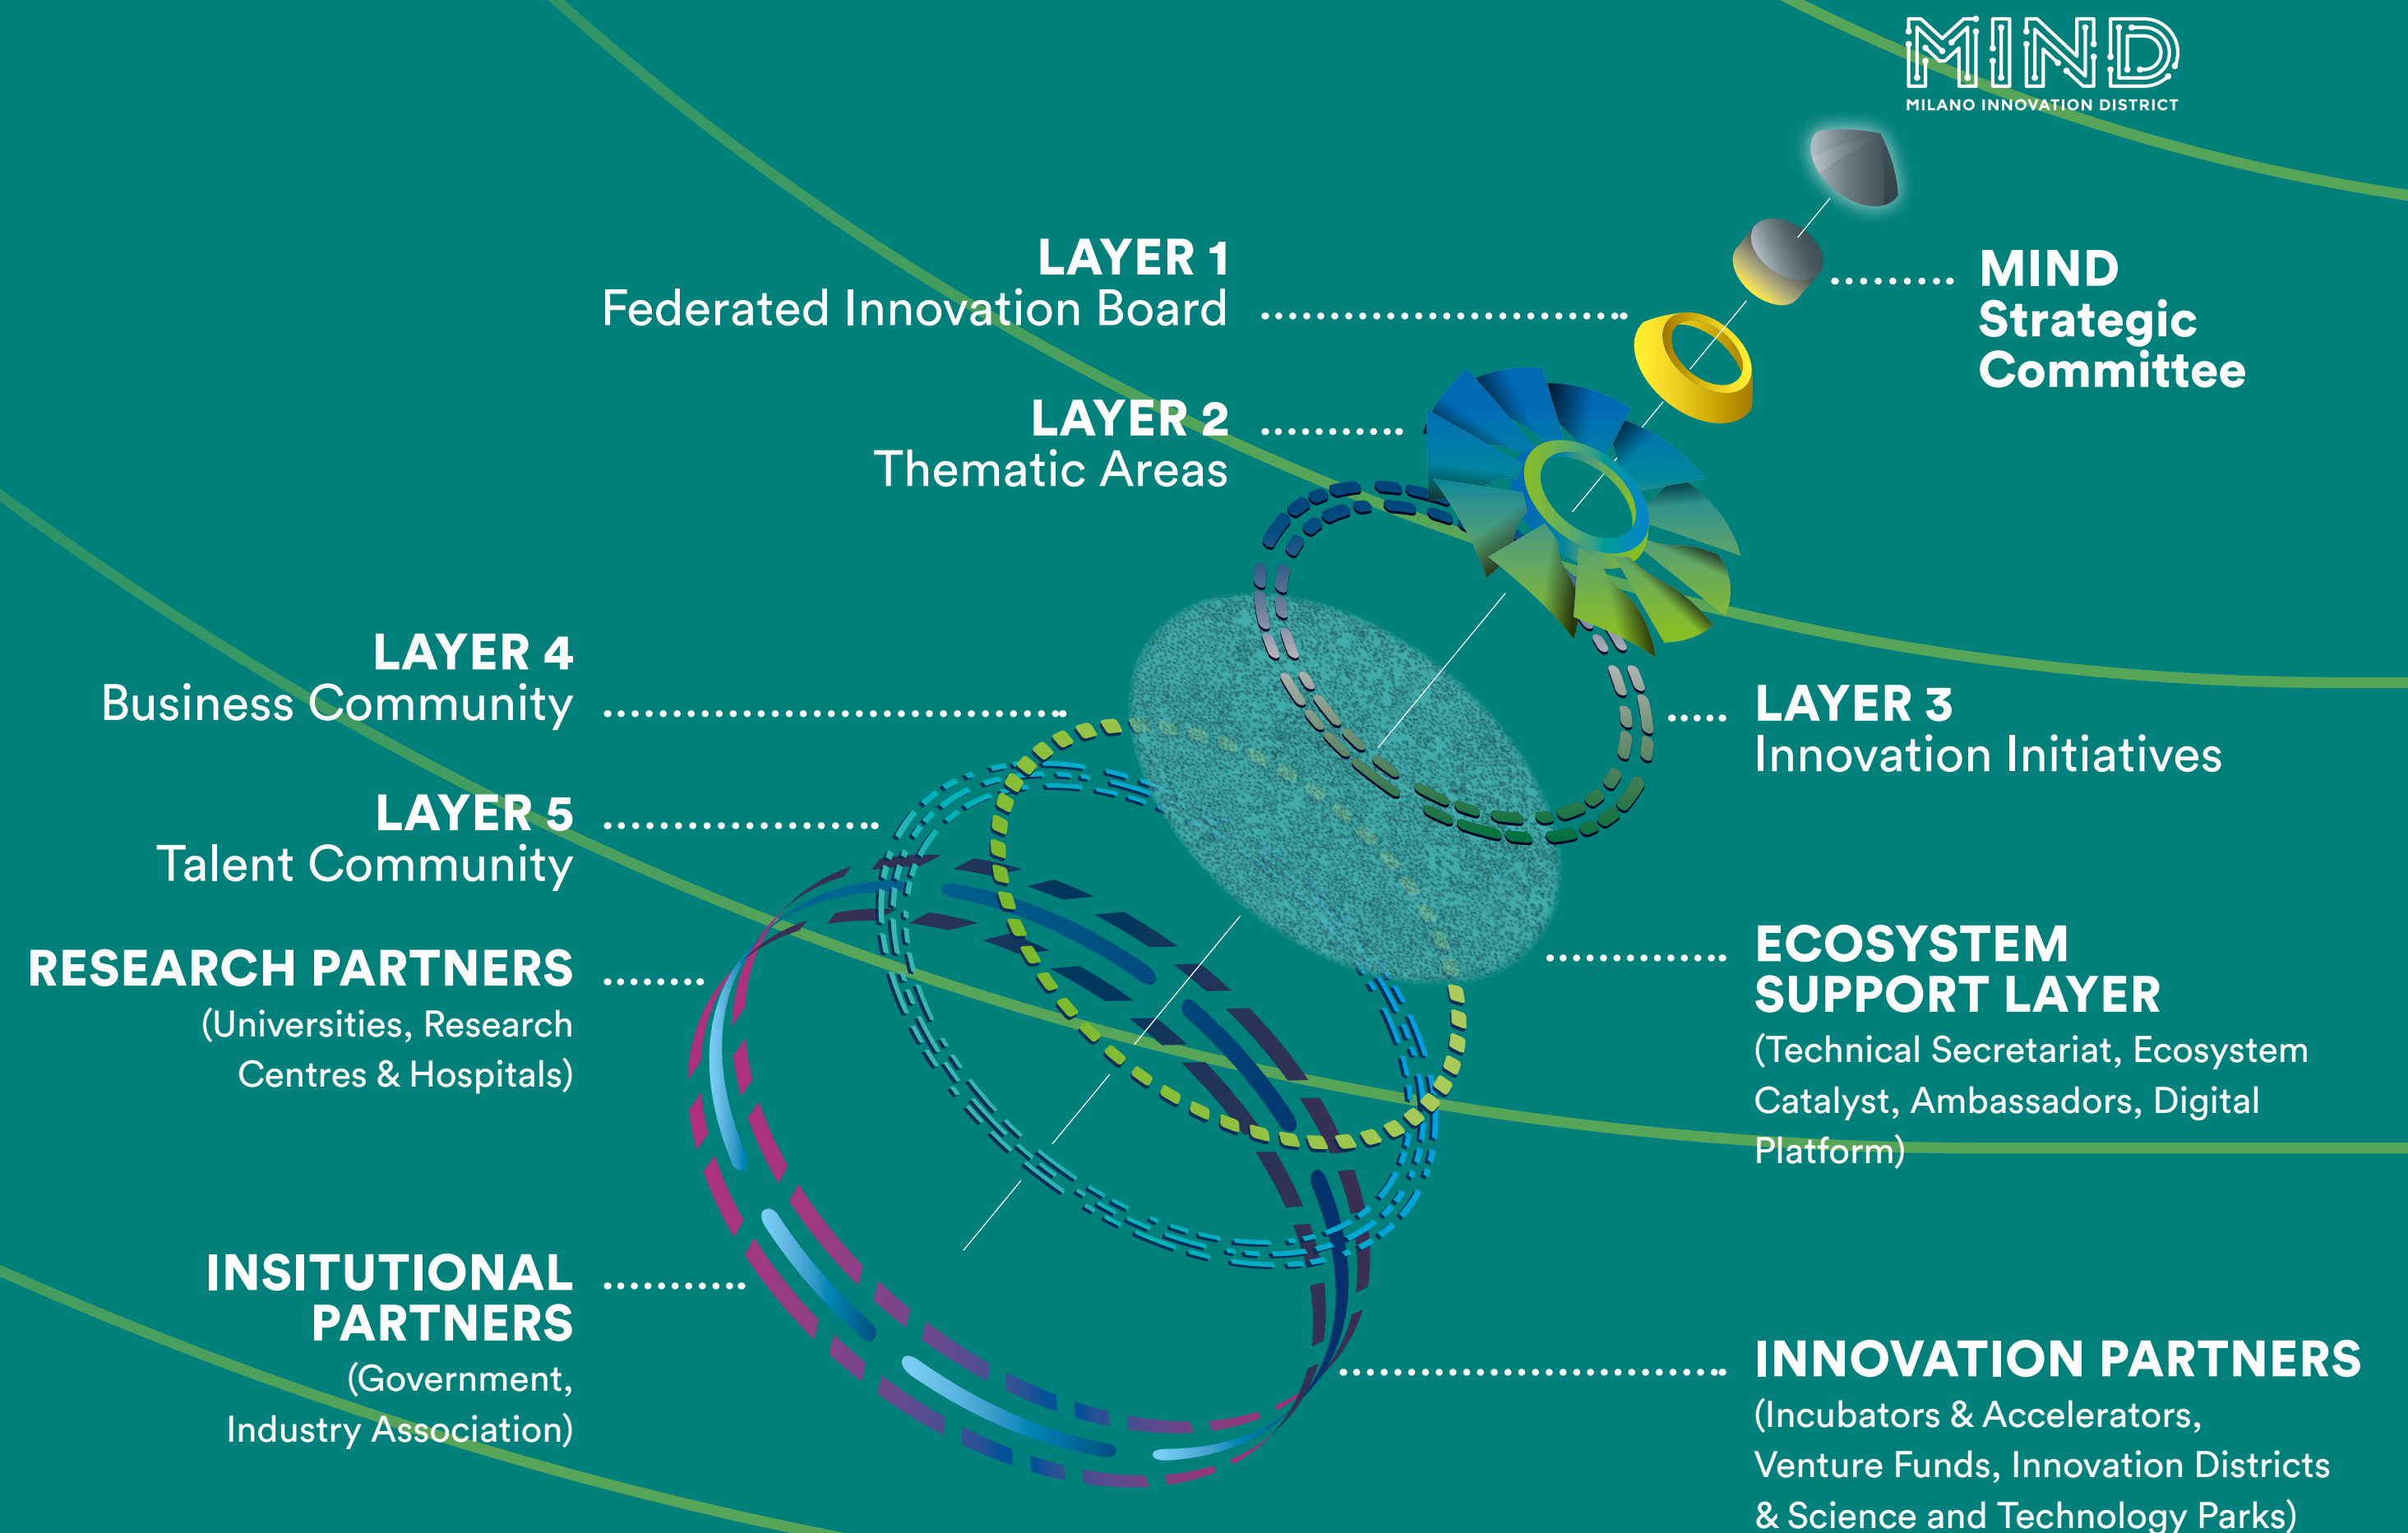 MIND
MILANO INNOVATION DISTRICT
LAYER 1
Federated Innovation Board
MIND
Strategic
Committee
LAYER 2
Thematic Areas
LAYER 4
Business Community
LAYER 3
Innovation Initiatives
LAYER 5
Talent Community
RESEARCH PARTNERS
(Universities, Research
Centres & Hospitals)
ECOSYSTEM
SUPPORT LAYER
(Technical Secretariat, Ecosystem
Catalyst, Ambassadors, Digital
Platform)
INSITUTIONAL
PARTNERS
(Government,
Industry Association)
INNOVATION PARTNERS
(Incubators & Accelerators,
Venture Funds, Innovation Districts
& Science and Technology Parks)